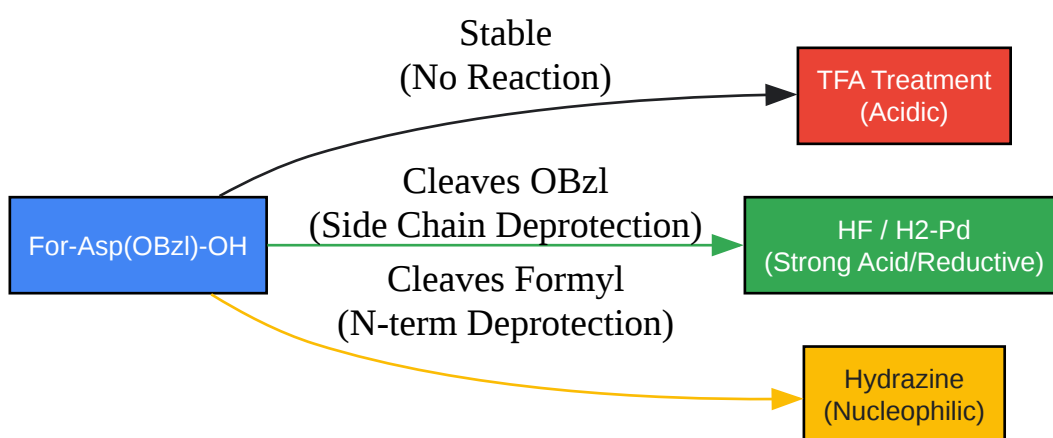 Stable
(No Reaction)
TFA Treatment
(Acidic)
For-Asp(OBzl)-OH
Cleaves OBzl
(Side Chain Deprotection)
HF / H2-Pd
(Strong Acid/Reductive)
Cleaves Formyl
(N-term Deprotection)
Hydrazine
(Nucleophilic)